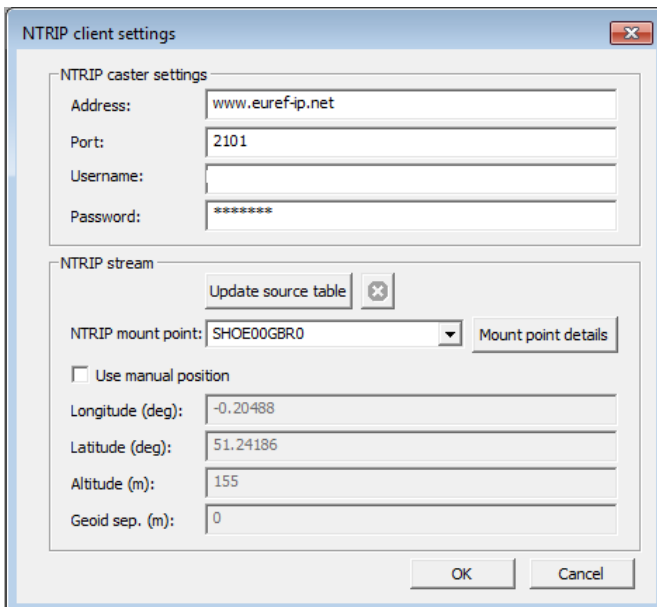 NTRIP client settings
NTRIP caster settings
Address: www.euref-ip.net
Port: 2101
Username:
Password: *******
NTRIP stream
Update source table
NTRIP mount point: SHOE00GBR0 Mount point details
Use manual position
Longitude (deg): -0.20488
Latitude (deg): 51.24186
Altitude (m): 155
Geoid sep. (m): 0
OK Cancel